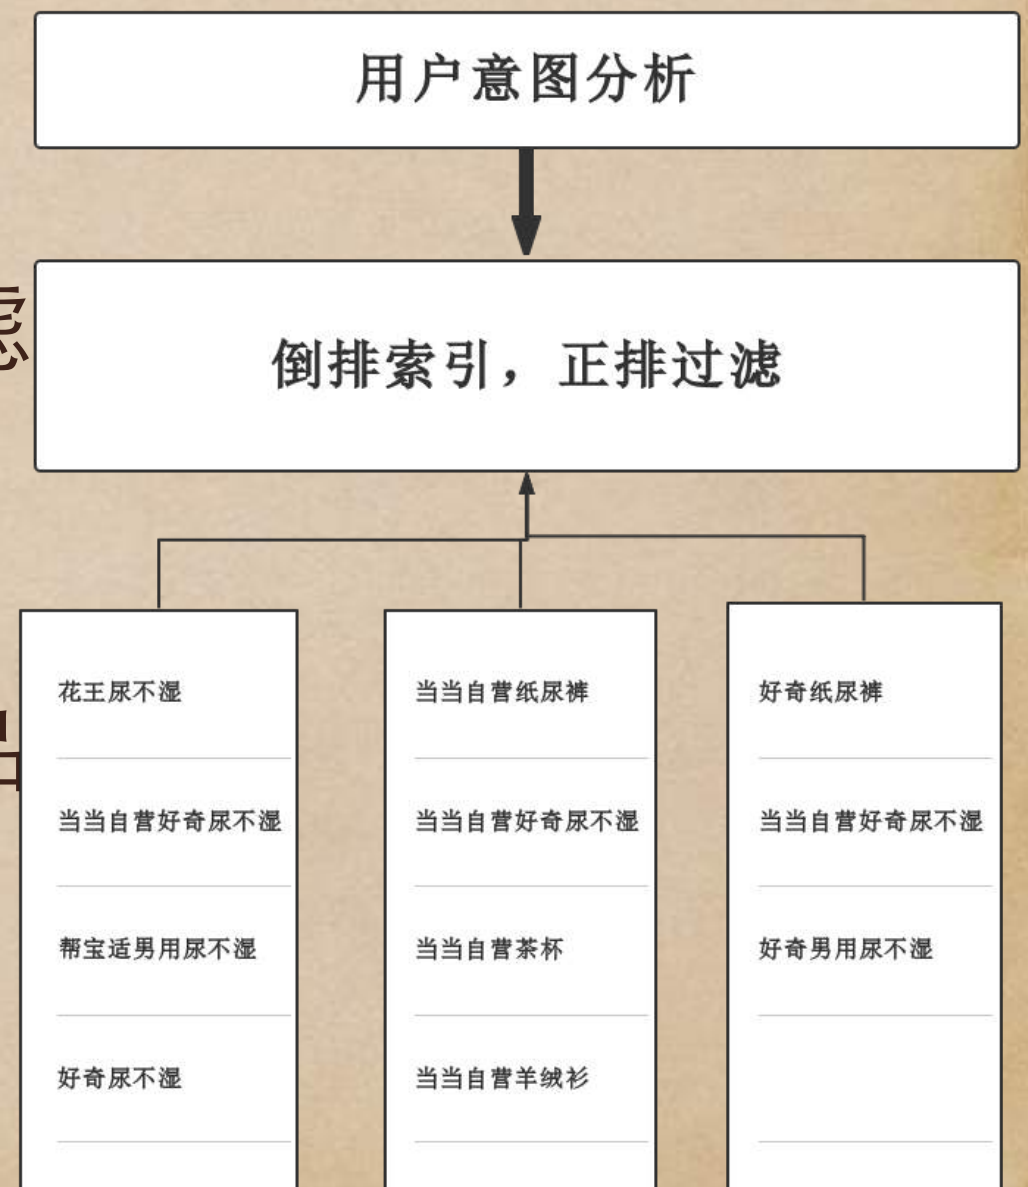 用户意图分析
滤
倒排索引，正排过滤
花王尿不湿
当当自营好奇尿不湿
帮宝适男用尿不湿
好奇尿不湿
当当自营纸尿裤
当当自营好奇尿不湿
当当自营茶杯
当当自营羊绒衫
好奇纸尿裤
当当自营好奇尿不湿
好奇男用尿不湿